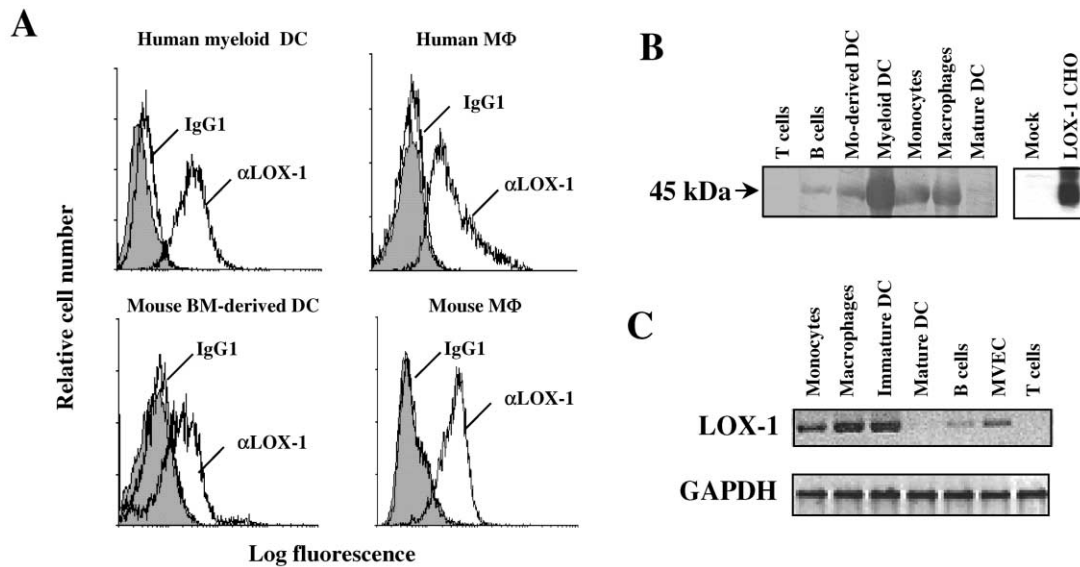 A
Human myeloid DC
IgG1
αLOX-1
Human MΦ
IgG1
αLOX-1
Mouse BM-derived DC
IgG1
αLOX-1
Mouse MΦ
IgG1
αLOX-1
Relative cell number
Log fluorescence
B
T cells
B cells
Mo-derived DC
Myeloid DC
Monocytes
Macrophages
Mature DC
Mock
LOX-1 CHO
45 kDa
C
Monocytes
Macrophages
Immature DC
Mature DC
B cells
MVEC
T cells
LOX-1
GAPDH